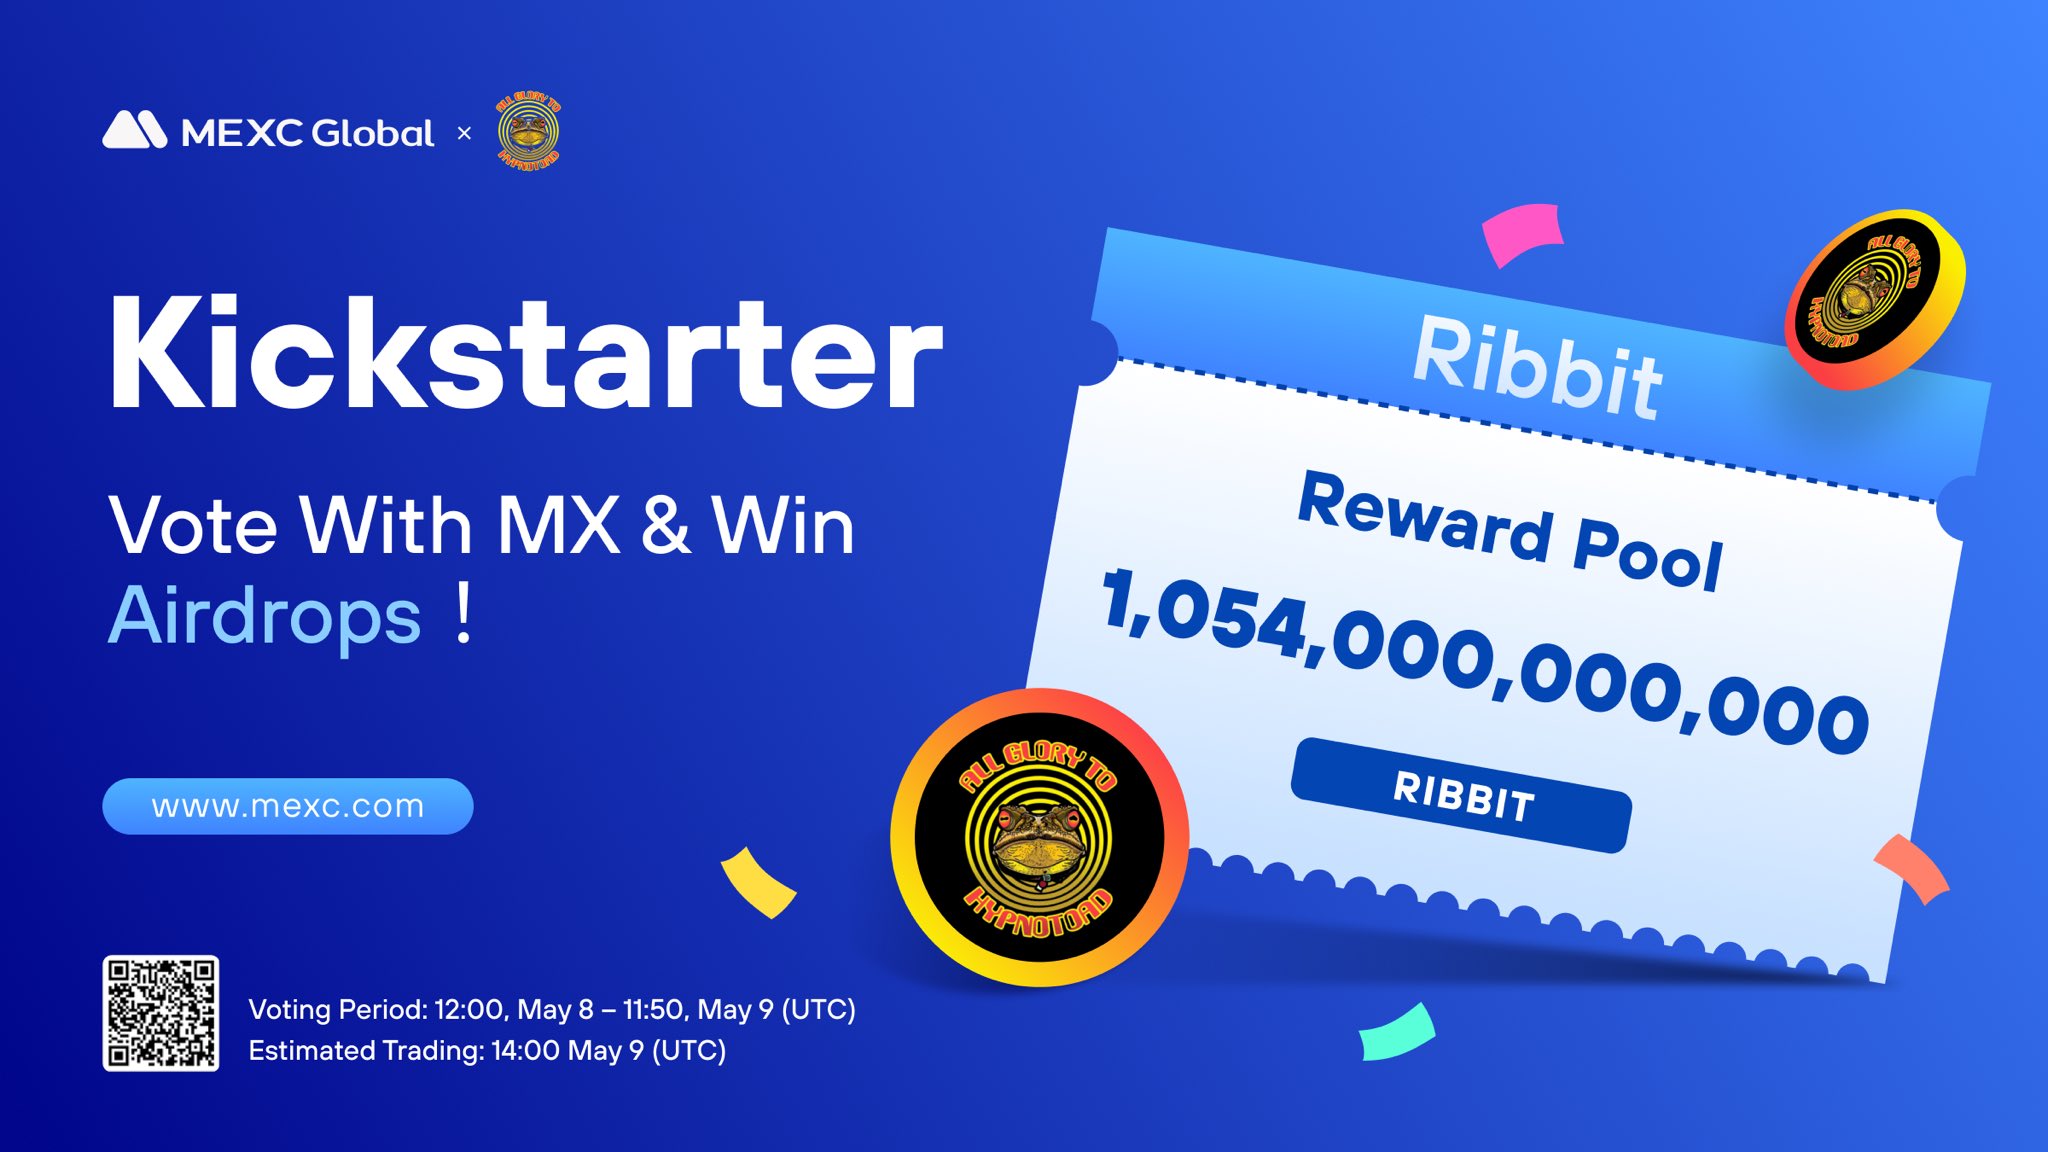 MEXC Global ×
ALL GLORY TO
HYPNOTOAD
Kickstarter
Vote With MX & Win
Airdrops !
www.mexc.com
Voting Period: 12:00, May 8 – 11:50, May 9 (UTC)
Estimated Trading: 14:00 May 9 (UTC)
Ribbit
Reward Pool
1,054,000,000,000
RIBBIT
ALL GLORY TO
HYPNOTOAD
ALL GLORY TO
HYPNOTOAD